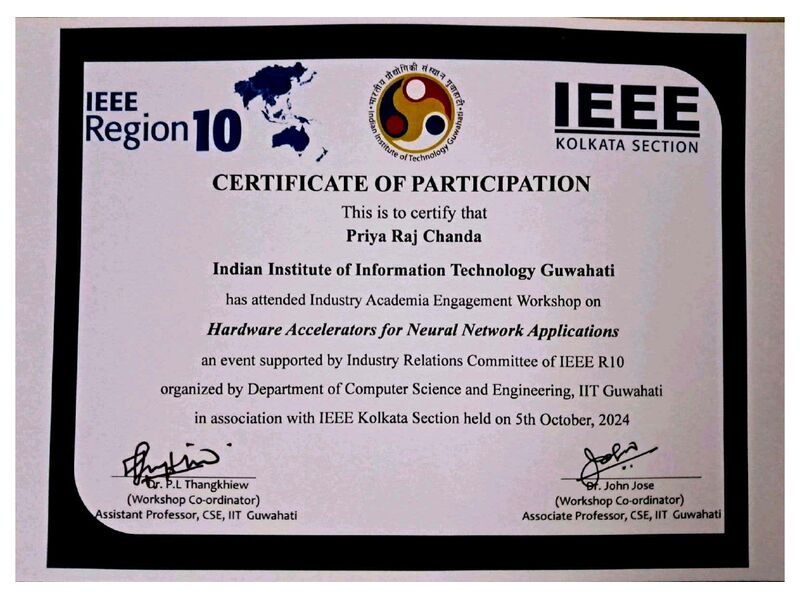 IEEE
Region 10
भारतीय प्रौद्योगिकी संस्थान गुवाहाटी
Indian Institute of Technology Guwahati
IEEE
KOLKATA SECTION
CERTIFICATE OF PARTICIPATION
This is to certify that
Priya Raj Chanda
Indian Institute of Information Technology Guwahati
has attended Industry Academia Engagement Workshop on
Hardware Accelerators for Neural Network Applications
an event supported by Industry Relations Committee of IEEE R10
organized by Department of Computer Science and Engineering, IIT Guwahati
in association with IEEE Kolkata Section held on 5th October, 2024
Dr. P.L Thangkhiew
(Workshop Co-ordinator)
Assistant Professor, CSE, IIT Guwahati
Dr. John Jose
(Workshop Co-ordinator)
Associate Professor, CSE, IIT Guwahati